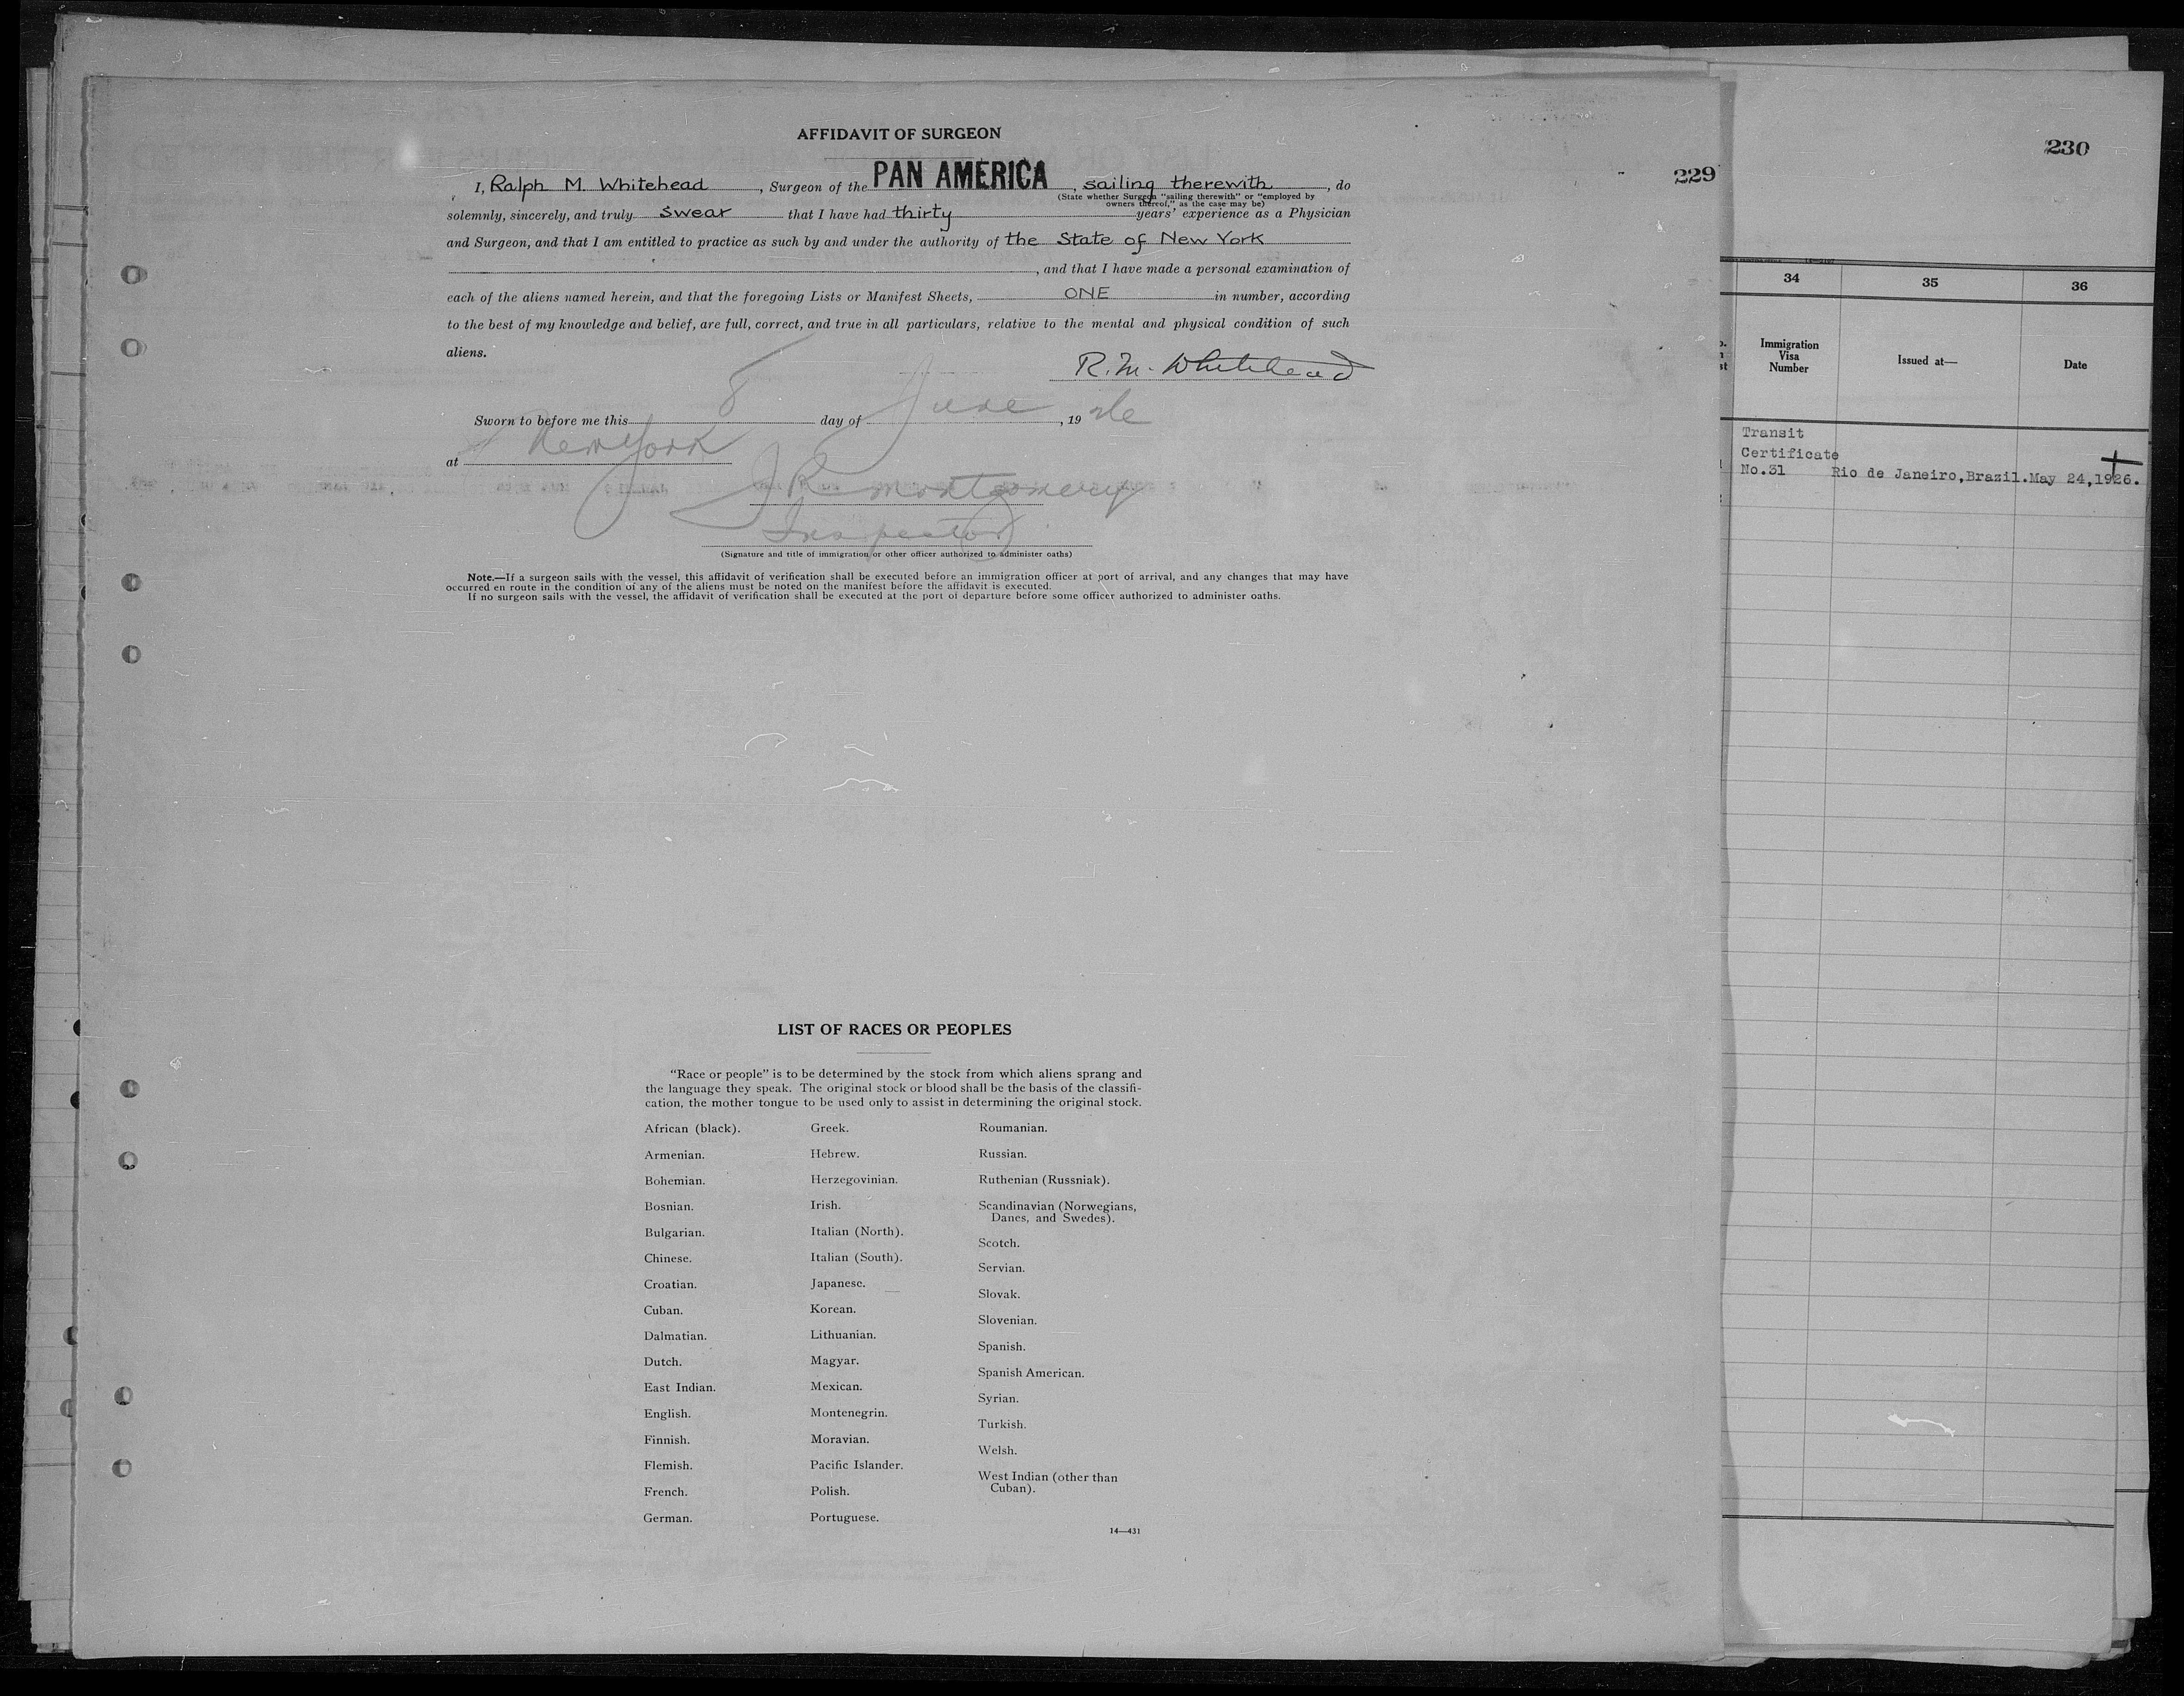 AFFIDAVIT OF SURGEON
I, Ralph M. Whitehead, Surgeon of the PAN AMERICA, sailing therewith, do
(State whether Surgeon "sailing therewith" or "employed by
owners thereof," as the case may be)
solemnly, sincerely, and truly swear that I have had thirty years' experience as a Physician
and Surgeon, and that I am entitled to practice as such by and under the authority of the State of New York
, and that I have made a personal examination of
each of the aliens named herein, and that the foregoing Lists or Manifest Sheets, ONE in number, according
to the best of my knowledge and belief, are full, correct, and true in all particulars, relative to the mental and physical condition of such
aliens.
R. M. Whitehead
Sworn to before me this 8 day of June, 19 26
at New York
J R Montgomery
Inspector
(Signature and title of immigration or other officer authorized to administer oaths)
Note.—If a surgeon sails with the vessel, this affidavit of verification shall be executed before an immigration officer at port of arrival, and any changes that may have
occurred en route in the condition of any of the aliens must be noted on the manifest before the affidavit is executed.
If no surgeon sails with the vessel, the affidavit of verification shall be executed at the port of departure before some officer authorized to administer oaths.
LIST OF RACES OR PEOPLES
"Race or people" is to be determined by the stock from which aliens sprang and
the language they speak. The original stock or blood shall be the basis of the classifi-
cation, the mother tongue to be used only to assist in determining the original stock.
African (black).
Armenian.
Bohemian.
Bosnian.
Bulgarian.
Chinese.
Croatian.
Cuban.
Dalmatian.
Dutch.
East Indian.
English.
Finnish.
Flemish.
French.
German.
Greek.
Hebrew.
Herzegovinian.
Irish.
Italian (North).
Italian (South).
Japanese.
Korean.
Lithuanian.
Magyar.
Mexican.
Montenegrin.
Moravian.
Pacific Islander.
Polish.
Portuguese.
Roumanian.
Russian.
Ruthenian (Russniak).
Scandinavian (Norwegians,
Danes, and Swedes).
Scotch.
Servian.
Slovak.
Slovenian.
Spanish.
Spanish American.
Syrian.
Turkish.
Welsh.
West Indian (other than
Cuban).
14—431
229
230
34
35
36
Immigration
Visa
Number
Issued at—
Date
Transit
Certificate
No.31 Rio de Janeiro,Brazil.May 24,1926.